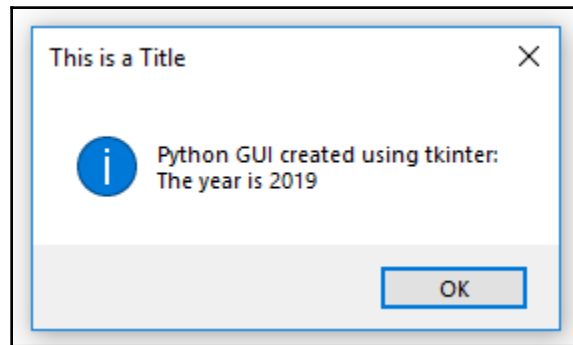 This is a Title
Python GUI created using tkinter:
The year is 2019
OK